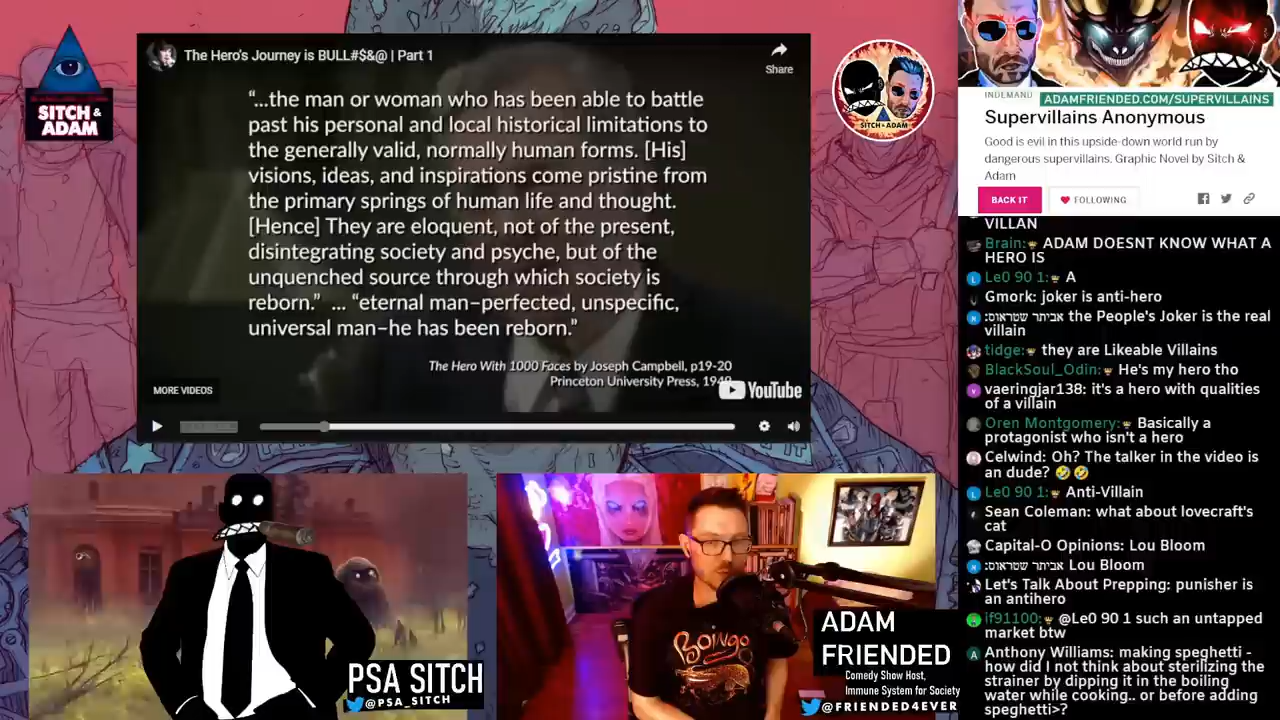 The Hero's Journey is BULL#$&@ | Part 1
Share
“...the man or woman who has been able to battle
past his personal and local historical limitations to
the generally valid, normally human forms. [His]
visions, ideas, and inspirations come pristine from
the primary springs of human life and thought.
[Hence] They are eloquent, not of the present,
disintegrating society and psyche, but of the
unquenched source through which society is
reborn.” ... “eternal man–perfected, unspecific,
universal man–he has been reborn.”
The Hero With 1000 Faces by Joseph Campbell, p19-20
Princeton University Press, 1949
MORE VIDEOS
YouTube
SITCH &
ADAM
SITCH & ADAM
INDEMAND
ADAMFRIENDED.COM/SUPERVILLAINS
Supervillains Anonymous
Good is evil in this upside-down world run by
dangerous supervillains. Graphic Novel by Sitch &
Adam
BACK IT
FOLLOWING
VILLAN
Brain: ADAM DOESNT KNOW WHAT A
HERO IS
Le0 90 1: A
Gmork: joker is anti-hero
אביתר שטראוס: the People's Joker is the real
villain
tidge: they are Likeable Villains
BlackSoul_Odin: He's my hero tho
vaeringjar138: it's a hero with qualities
of a villain
Oren Montgomery: Basically a
protagonist who isn't a hero
Celwind: Oh? The talker in the video is
an dude? 🤣🤣
Le0 90 1: Anti-Villain
Sean Coleman: what about lovecraft's
cat
Capital-O Opinions: Lou Bloom
אביתר שטראוס: Lou Bloom
Let's Talk About Prepping: punisher is
an antihero
if91100: @Le0 90 1 such an untapped
market btw
Anthony Williams: making speghetti -
how did I not think about sterilizing the
strainer by dipping it in the boiling
water while cooking.. or before adding
speghetti>?
PSA SITCH
@PSA_SITCH
Boingo
ADAM
FRIENDED
Comedy Show Host,
Immune System for Society
@FRIENDED4EVER